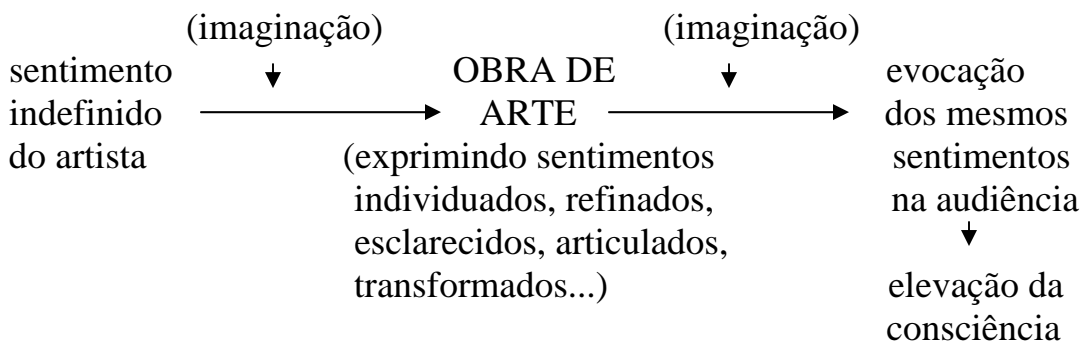 (imaginação) (imaginação)
sentimento OBRA DE evocação
indefinido ARTE dos mesmos
do artista (exprimindo sentimentos sentimentos
individuados, refinados, na audiência
esclarecidos, articulados,
transformados...) elevação da
consciência